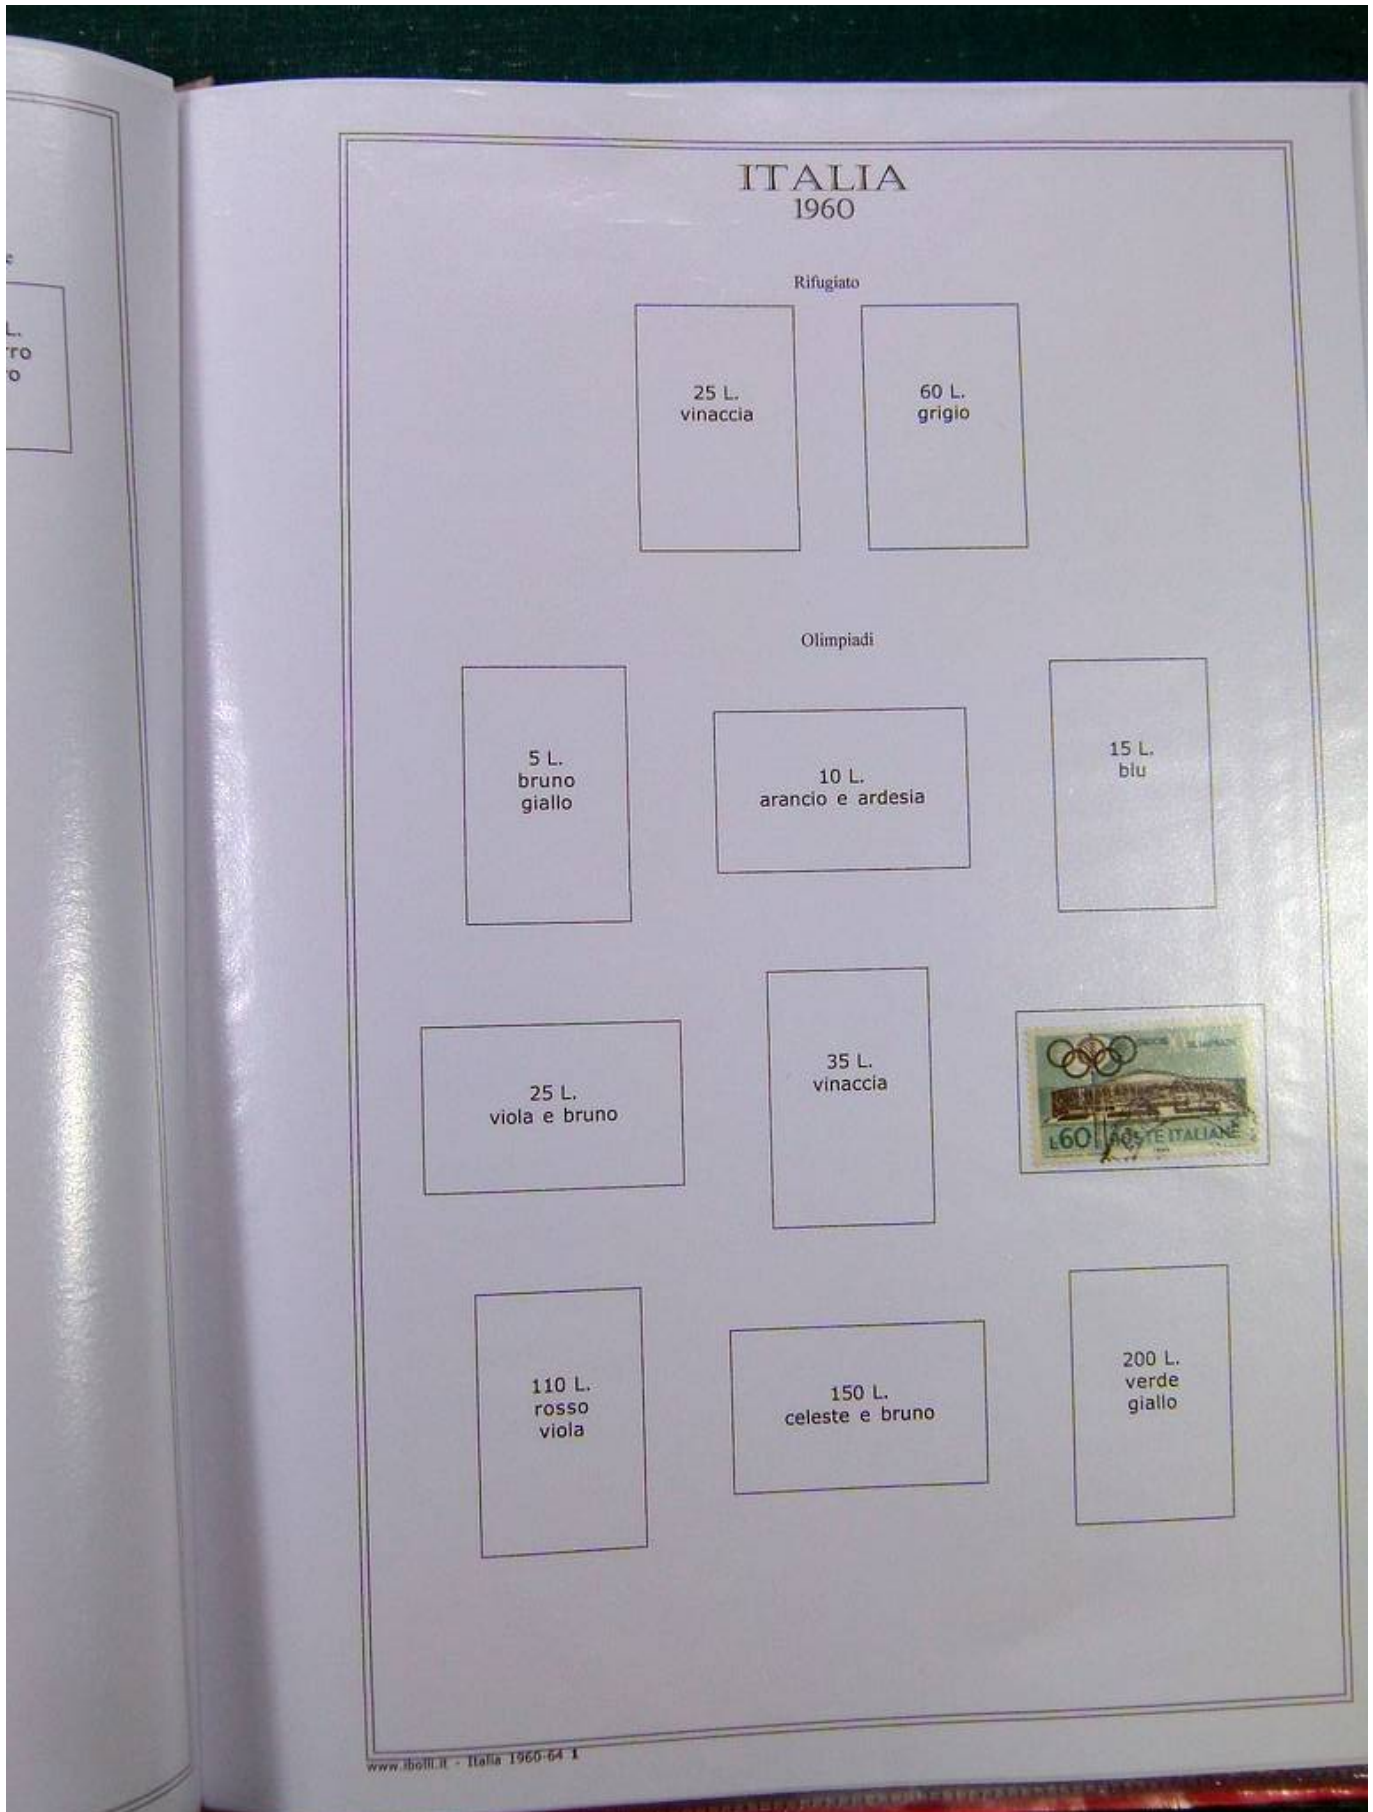 L.
ITALIA
1960
Rifugiato
25 L.
vinaccia
60 L.
grigio
Olimpiadi
5 L.
bruno
giallo
10 L.
arancio e ardesia
15 L.
blu
25 L.
viola e bruno
35 L.
vinaccia
L60 POSTE ITALIANE
110 L.
rosso
viola
150 L.
celeste e bruno
200 L.
verde
giallo
www.ibolli.it - Italia 1960-64 1